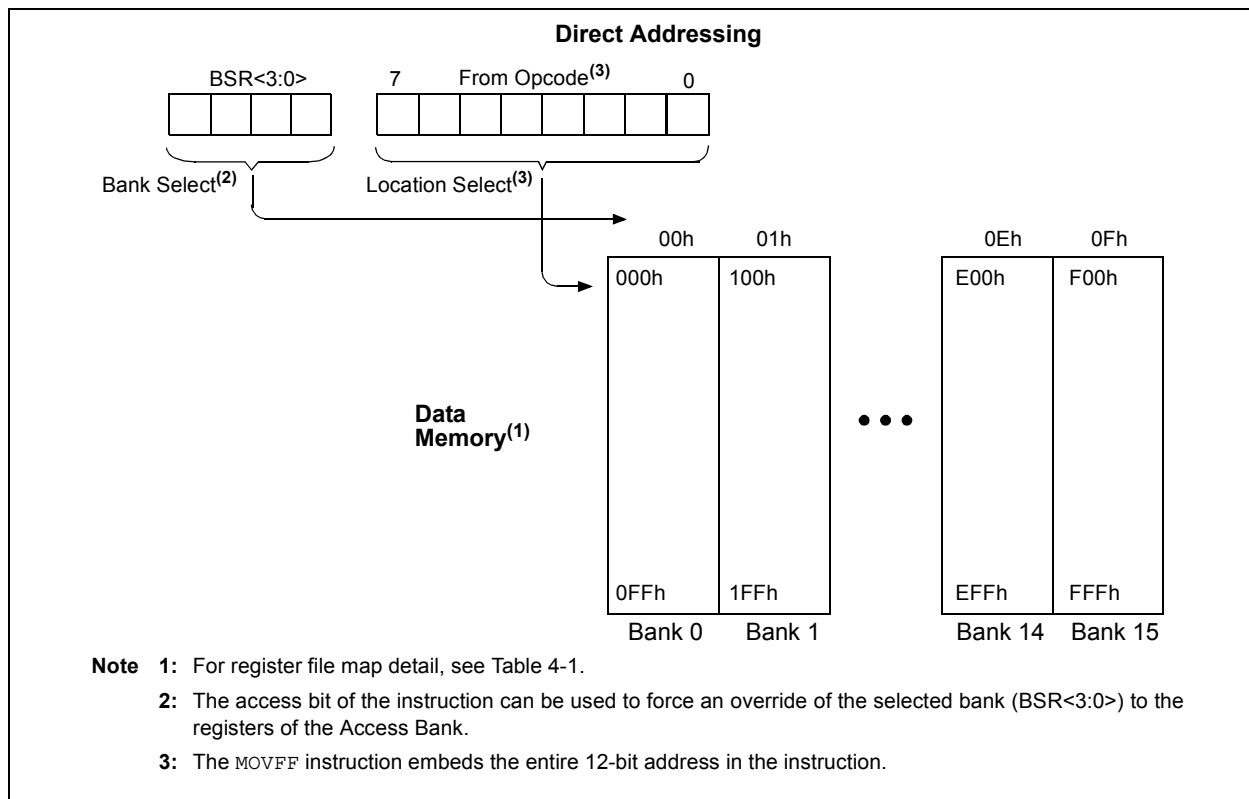 Direct Addressing
BSR<3:0>
7 From Opcode(3) 0
Bank Select(2)
Location Select(3)
00h 01h 0Eh 0Fh
000h 100h E00h F00h
Data
Memory(1)
0FFh 1FFh EFFh FFFh
Bank 0 Bank 1 Bank 14 Bank 15
Note 1: For register file map detail, see Table 4-1.
2: The access bit of the instruction can be used to force an override of the selected bank (BSR<3:0>) to the
registers of the Access Bank.
3: The MOVFF instruction embeds the entire 12-bit address in the instruction.